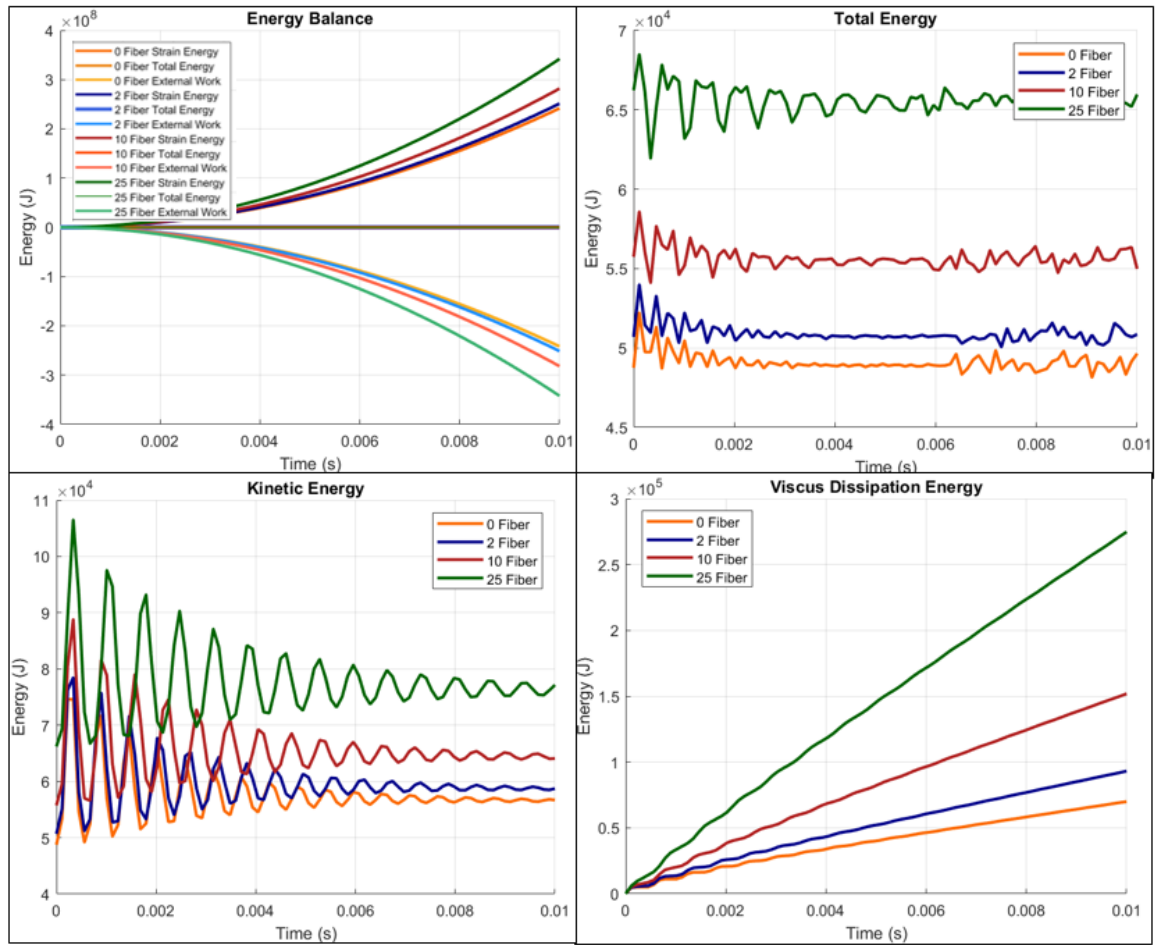 Energy Balance
×10^8
4
3
2
1
0
-1
-2
-3
-4
Energy (J)
0 Fiber Strain Energy
0 Fiber Total Energy
0 Fiber External Work
2 Fiber Strain Energy
2 Fiber Total Energy
2 Fiber External Work
10 Fiber Strain Energy
10 Fiber Total Energy
10 Fiber External Work
25 Fiber Strain Energy
25 Fiber Total Energy
25 Fiber External Work
0 0.002 0.004 0.006 0.008 0.01
Time (s)
Total Energy
×10^4
7
6.5
6
5.5
5
4.5
Energy (J)
0 Fiber
2 Fiber
10 Fiber
25 Fiber
0 0.002 0.004 0.006 0.008 0.01
Time (s)
Kinetic Energy
×10^4
11
10
9
8
7
6
5
4
Energy (J)
0 Fiber
2 Fiber
10 Fiber
25 Fiber
0 0.002 0.004 0.006 0.008 0.01
Time (s)
Viscus Dissipation Energy
×10^5
3
2.5
2
1.5
1
0.5
0
Energy (J)
0 Fiber
2 Fiber
10 Fiber
25 Fiber
0 0.002 0.004 0.006 0.008 0.01
Time (s)